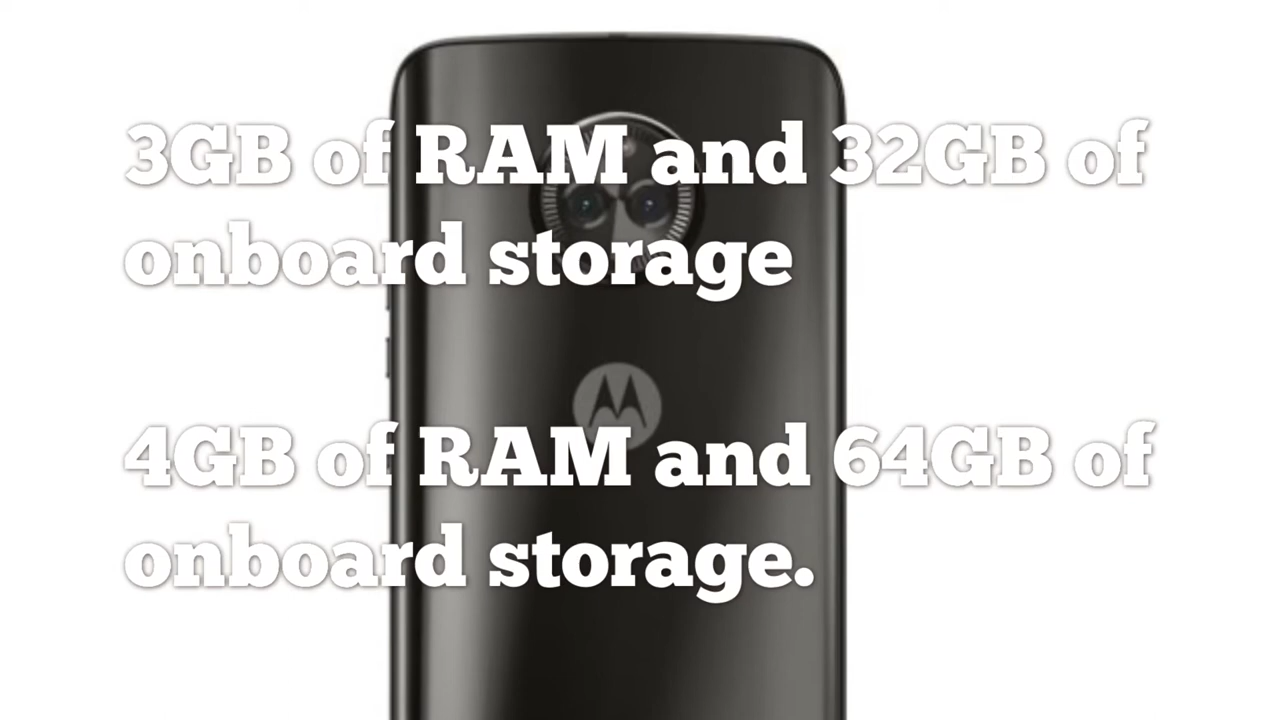 3GB of RAM and 32GB of
onboard storage
4GB of RAM and 64GB of
onboard storage.